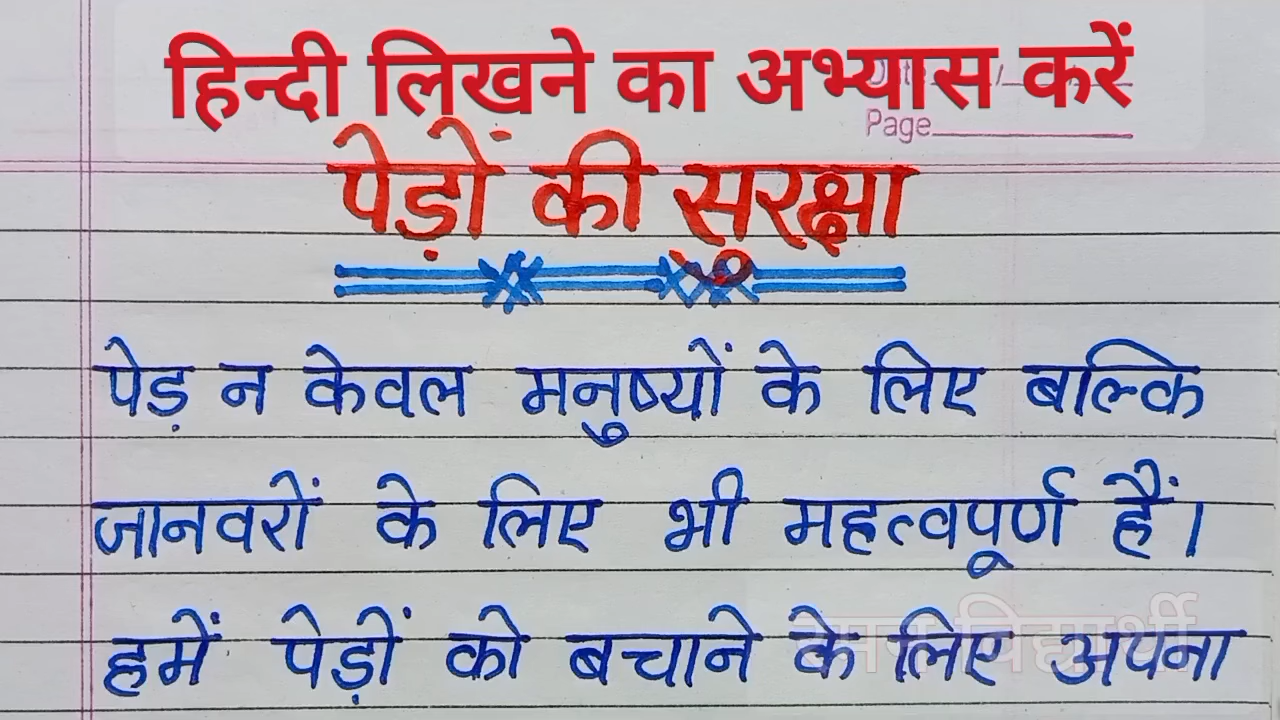 हिन्दी लिखने का अभ्यास करें
Page
पेड़ों की सुरक्षा
पेड़ न केवल मनुष्यों के लिए बल्कि
जानवरों के लिए भी महत्वपूर्ण हैं।
हमें पेड़ों को बचाने के लिए अपना
विद्यार्थी